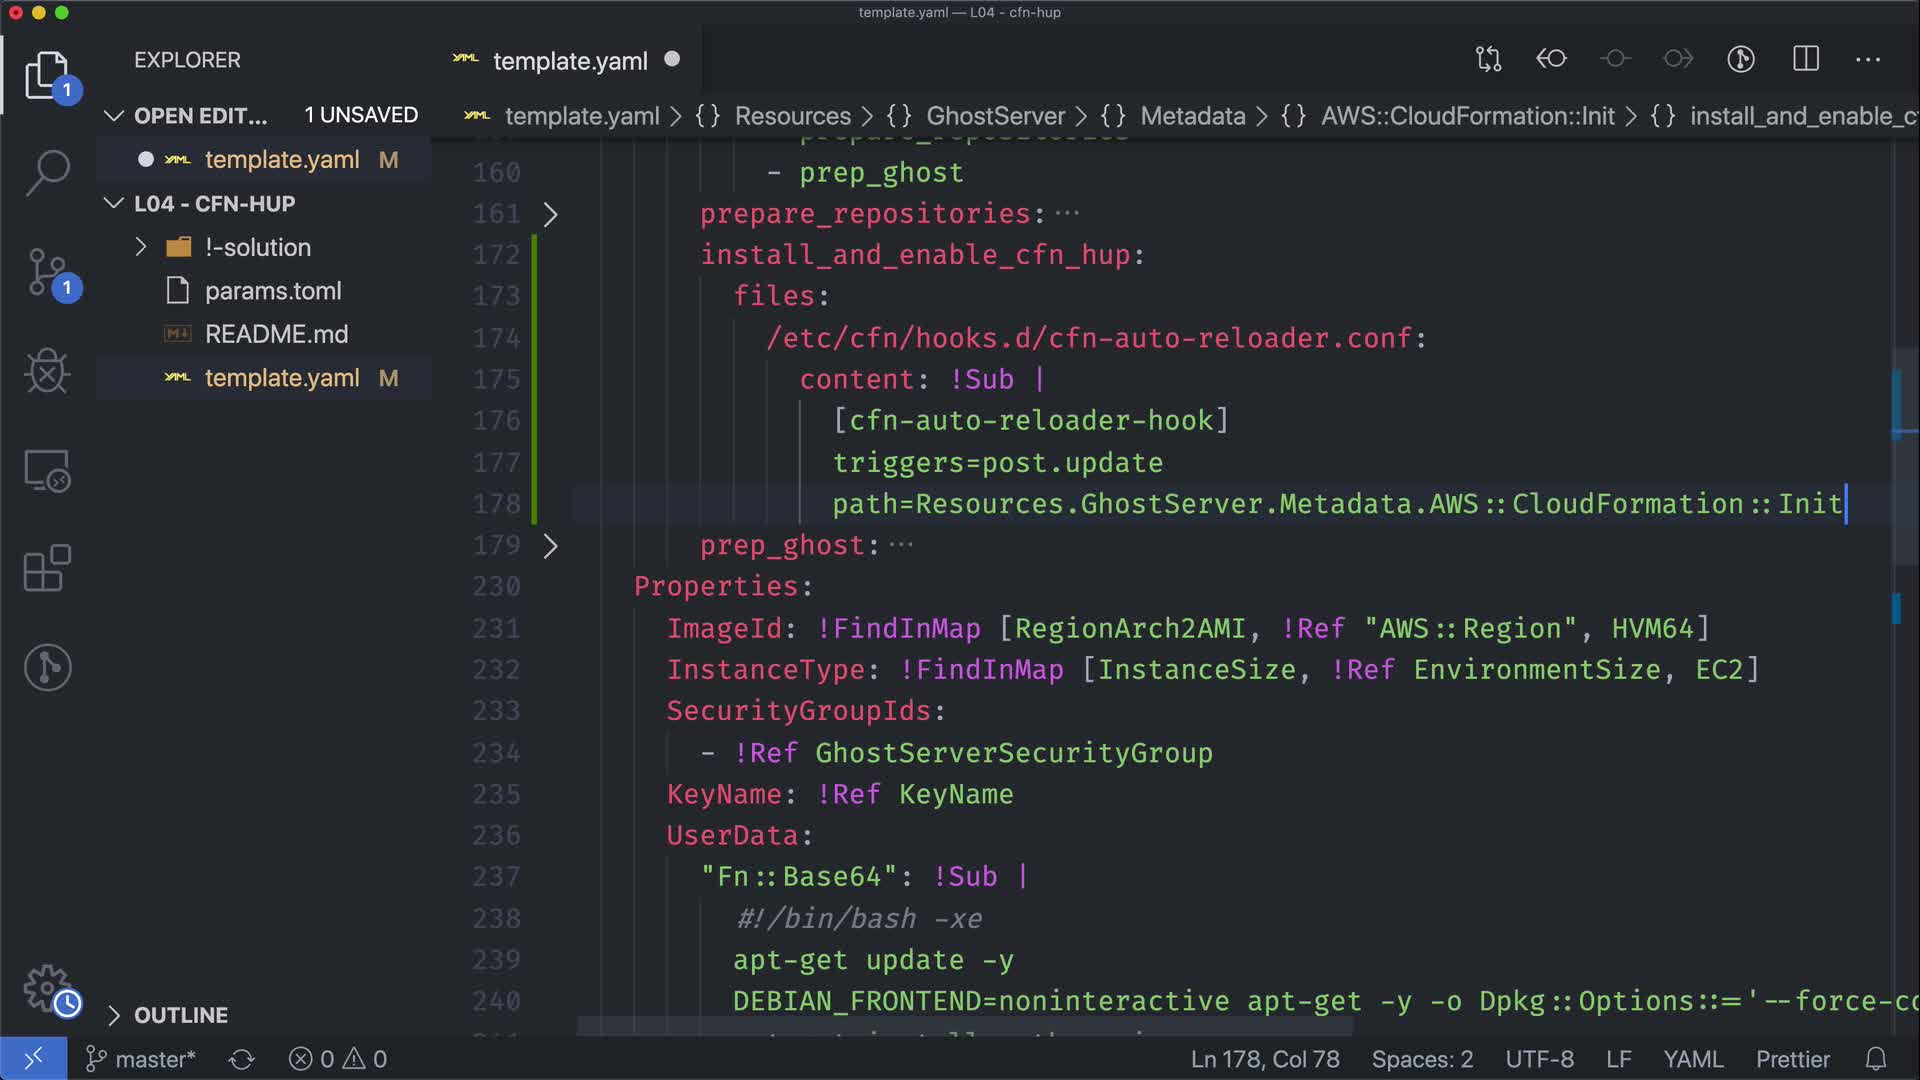 template.yaml — L04 - cfn-hup
EXPLORER
template.yaml
1
OPEN EDIT... 1 UNSAVED
template.yaml > {} Resources > {} GhostServer > {} Metadata > {} AWS::CloudFormation::Init > {} install_and_enable_c
template.yaml M
L04 - CFN-HUP
!-solution
1
params.toml
README.md
template.yaml M
prepare_repositories
160 - prep_ghost
161 prepare_repositories: ...
172 install_and_enable_cfn_hup:
173 files:
174 /etc/cfn/hooks.d/cfn-auto-reloader.conf:
175 content: !Sub |
176 [cfn-auto-reloader-hook]
177 triggers=post.update
178 path=Resources.GhostServer.Metadata.AWS::CloudFormation::Init
179 prep_ghost: ...
230 Properties:
231 ImageId: !FindInMap [RegionArch2AMI, !Ref "AWS::Region", HVM64]
232 InstanceType: !FindInMap [InstanceSize, !Ref EnvironmentSize, EC2]
233 SecurityGroupIds:
234 - !Ref GhostServerSecurityGroup
235 KeyName: !Ref KeyName
236 UserData:
237 "Fn::Base64": !Sub |
238 #!/bin/bash -xe
239 apt-get update -y
240 DEBIAN_FRONTEND=noninteractive apt-get -y -o Dpkg::Options::='--force-co
OUTLINE
master* 0 0 Ln 178, Col 78 Spaces: 2 UTF-8 LF YAML Prettier